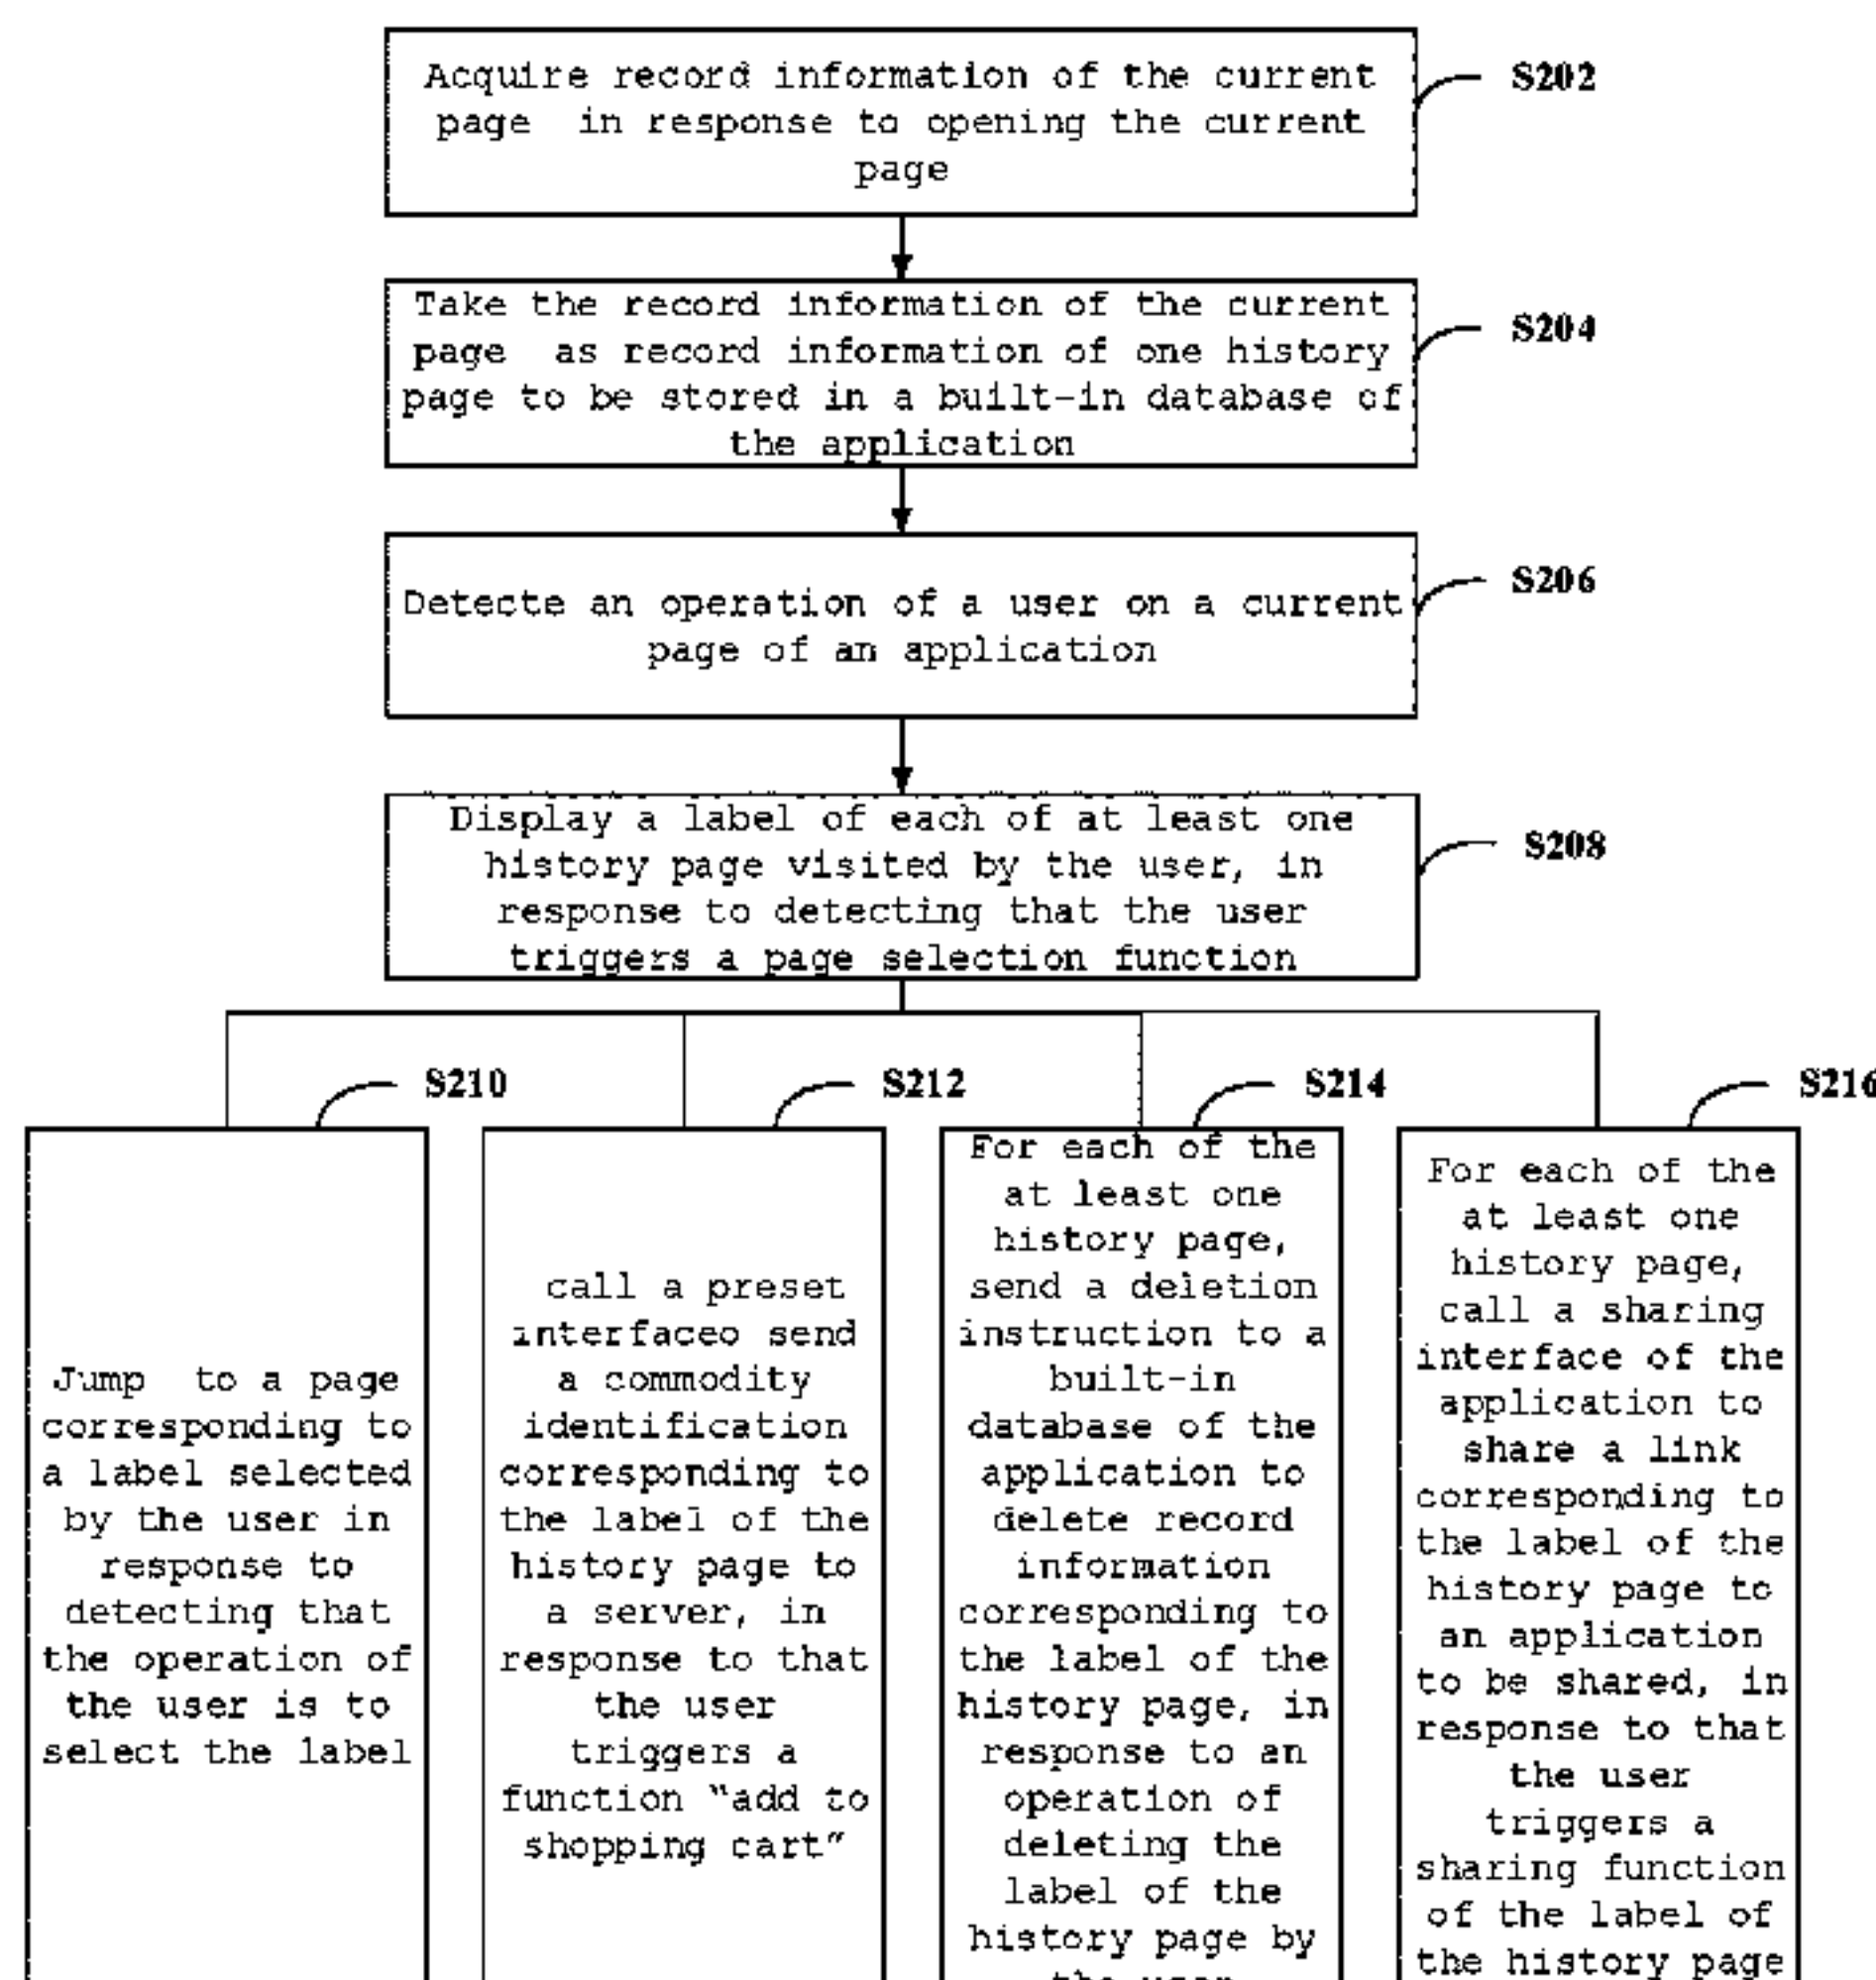 Acquire record information of the current
page in response to opening the current
page
S202
Take the record information of the current
page as record information of one history
page to be stored in a built-in database of
the application
S204
Detecte an operation of a user on a current
page of an application
S206
Display a label of each of at least one
history page visited by the user, in
response to detecting that the user
triggers a page selection function
S208
S210
Jump to a page
corresponding to
a label selected
by the user in
response to
detecting that
the operation of
the user is to
select the label
S212
call a preset
interfaceo send
a commodity
identification
corresponding to
the label of the
history page to
a server, in
response to that
the user
triggers a
function "add to
shopping cart"
S214
For each of the
at least one
history page,
send a deletion
instruction to a
built-in
database of the
application to
delete record
information
corresponding to
the label of the
history page, in
response to an
operation of
deleting the
label of the
history page by
the user
S216
For each of the
at least one
history page,
call a sharing
interface of the
application to
share a link
corresponding to
the label of the
history page to
an application
to be shared, in
response to that
the user
triggers a
sharing function
of the label of
the history page